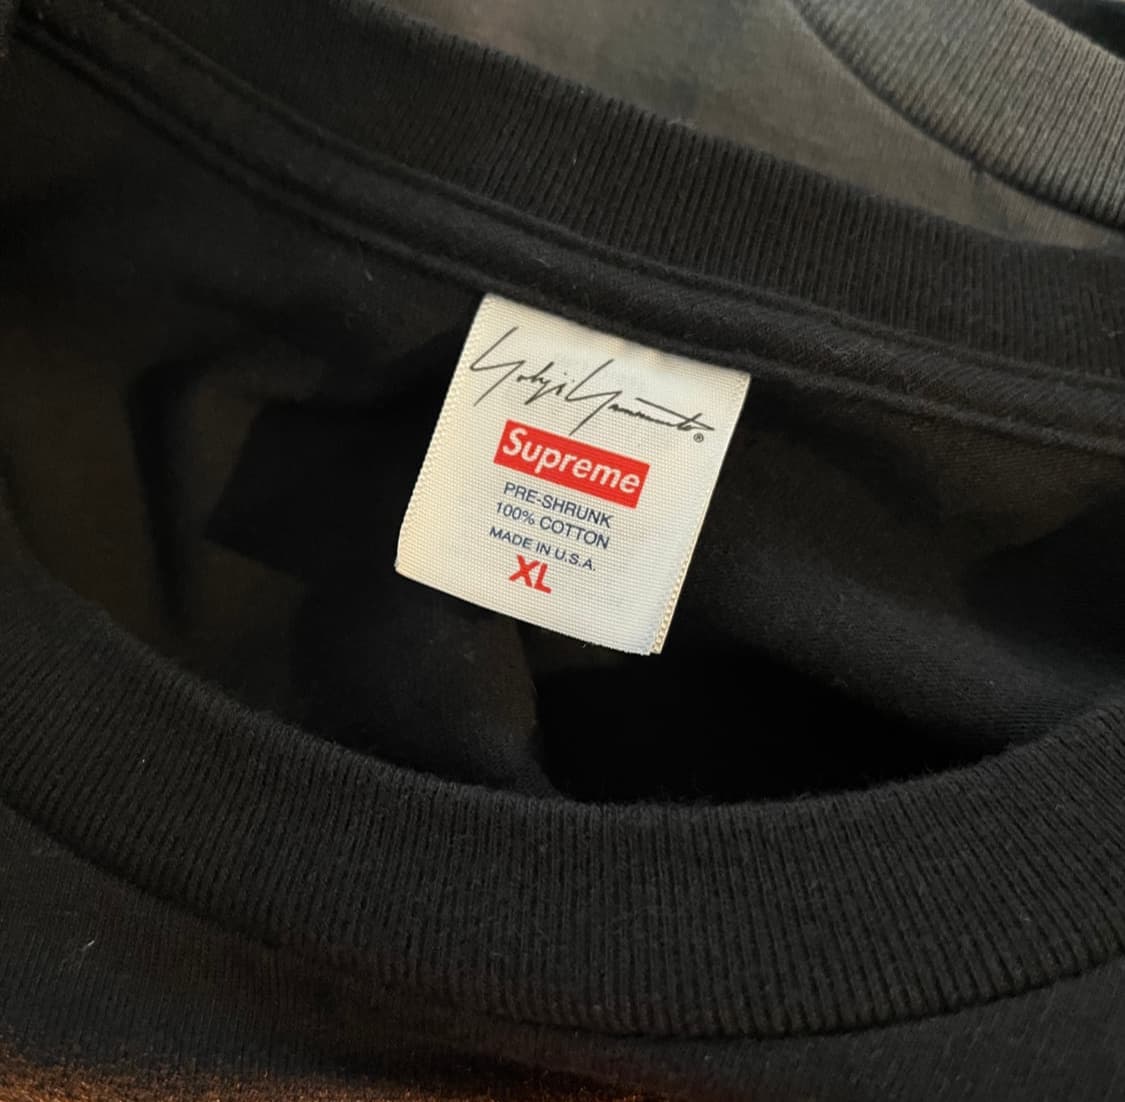 Yohji Yamamoto®
Supreme
PRE-SHRUNK
100% COTTON
MADE IN U.S.A.
XL